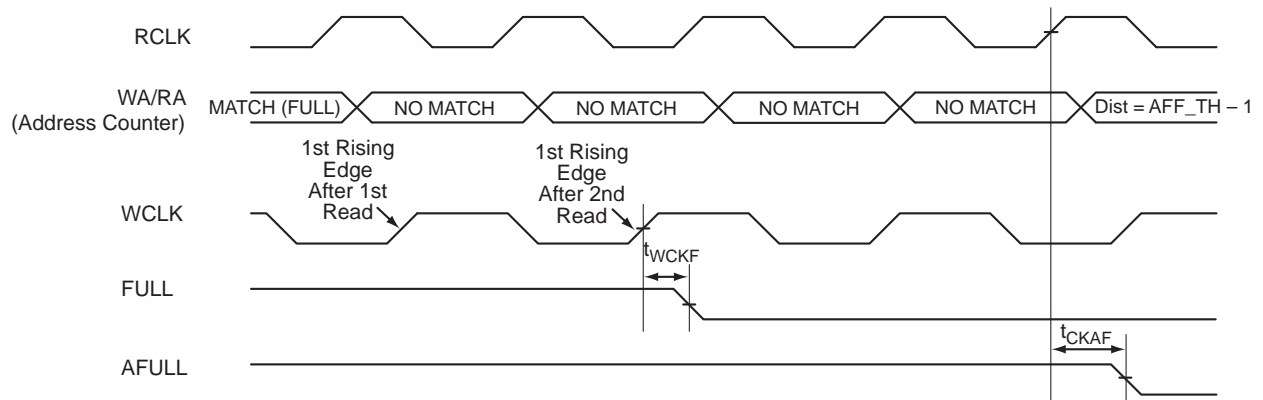 RCLK
WA/RA
(Address Counter)
MATCH (FULL)
NO MATCH
NO MATCH
NO MATCH
NO MATCH
Dist = AFF_TH – 1
1st Rising
Edge
After 1st
Read
1st Rising
Edge
After 2nd
Read
WCLK
tWCKF
FULL
tCKAF
AFULL